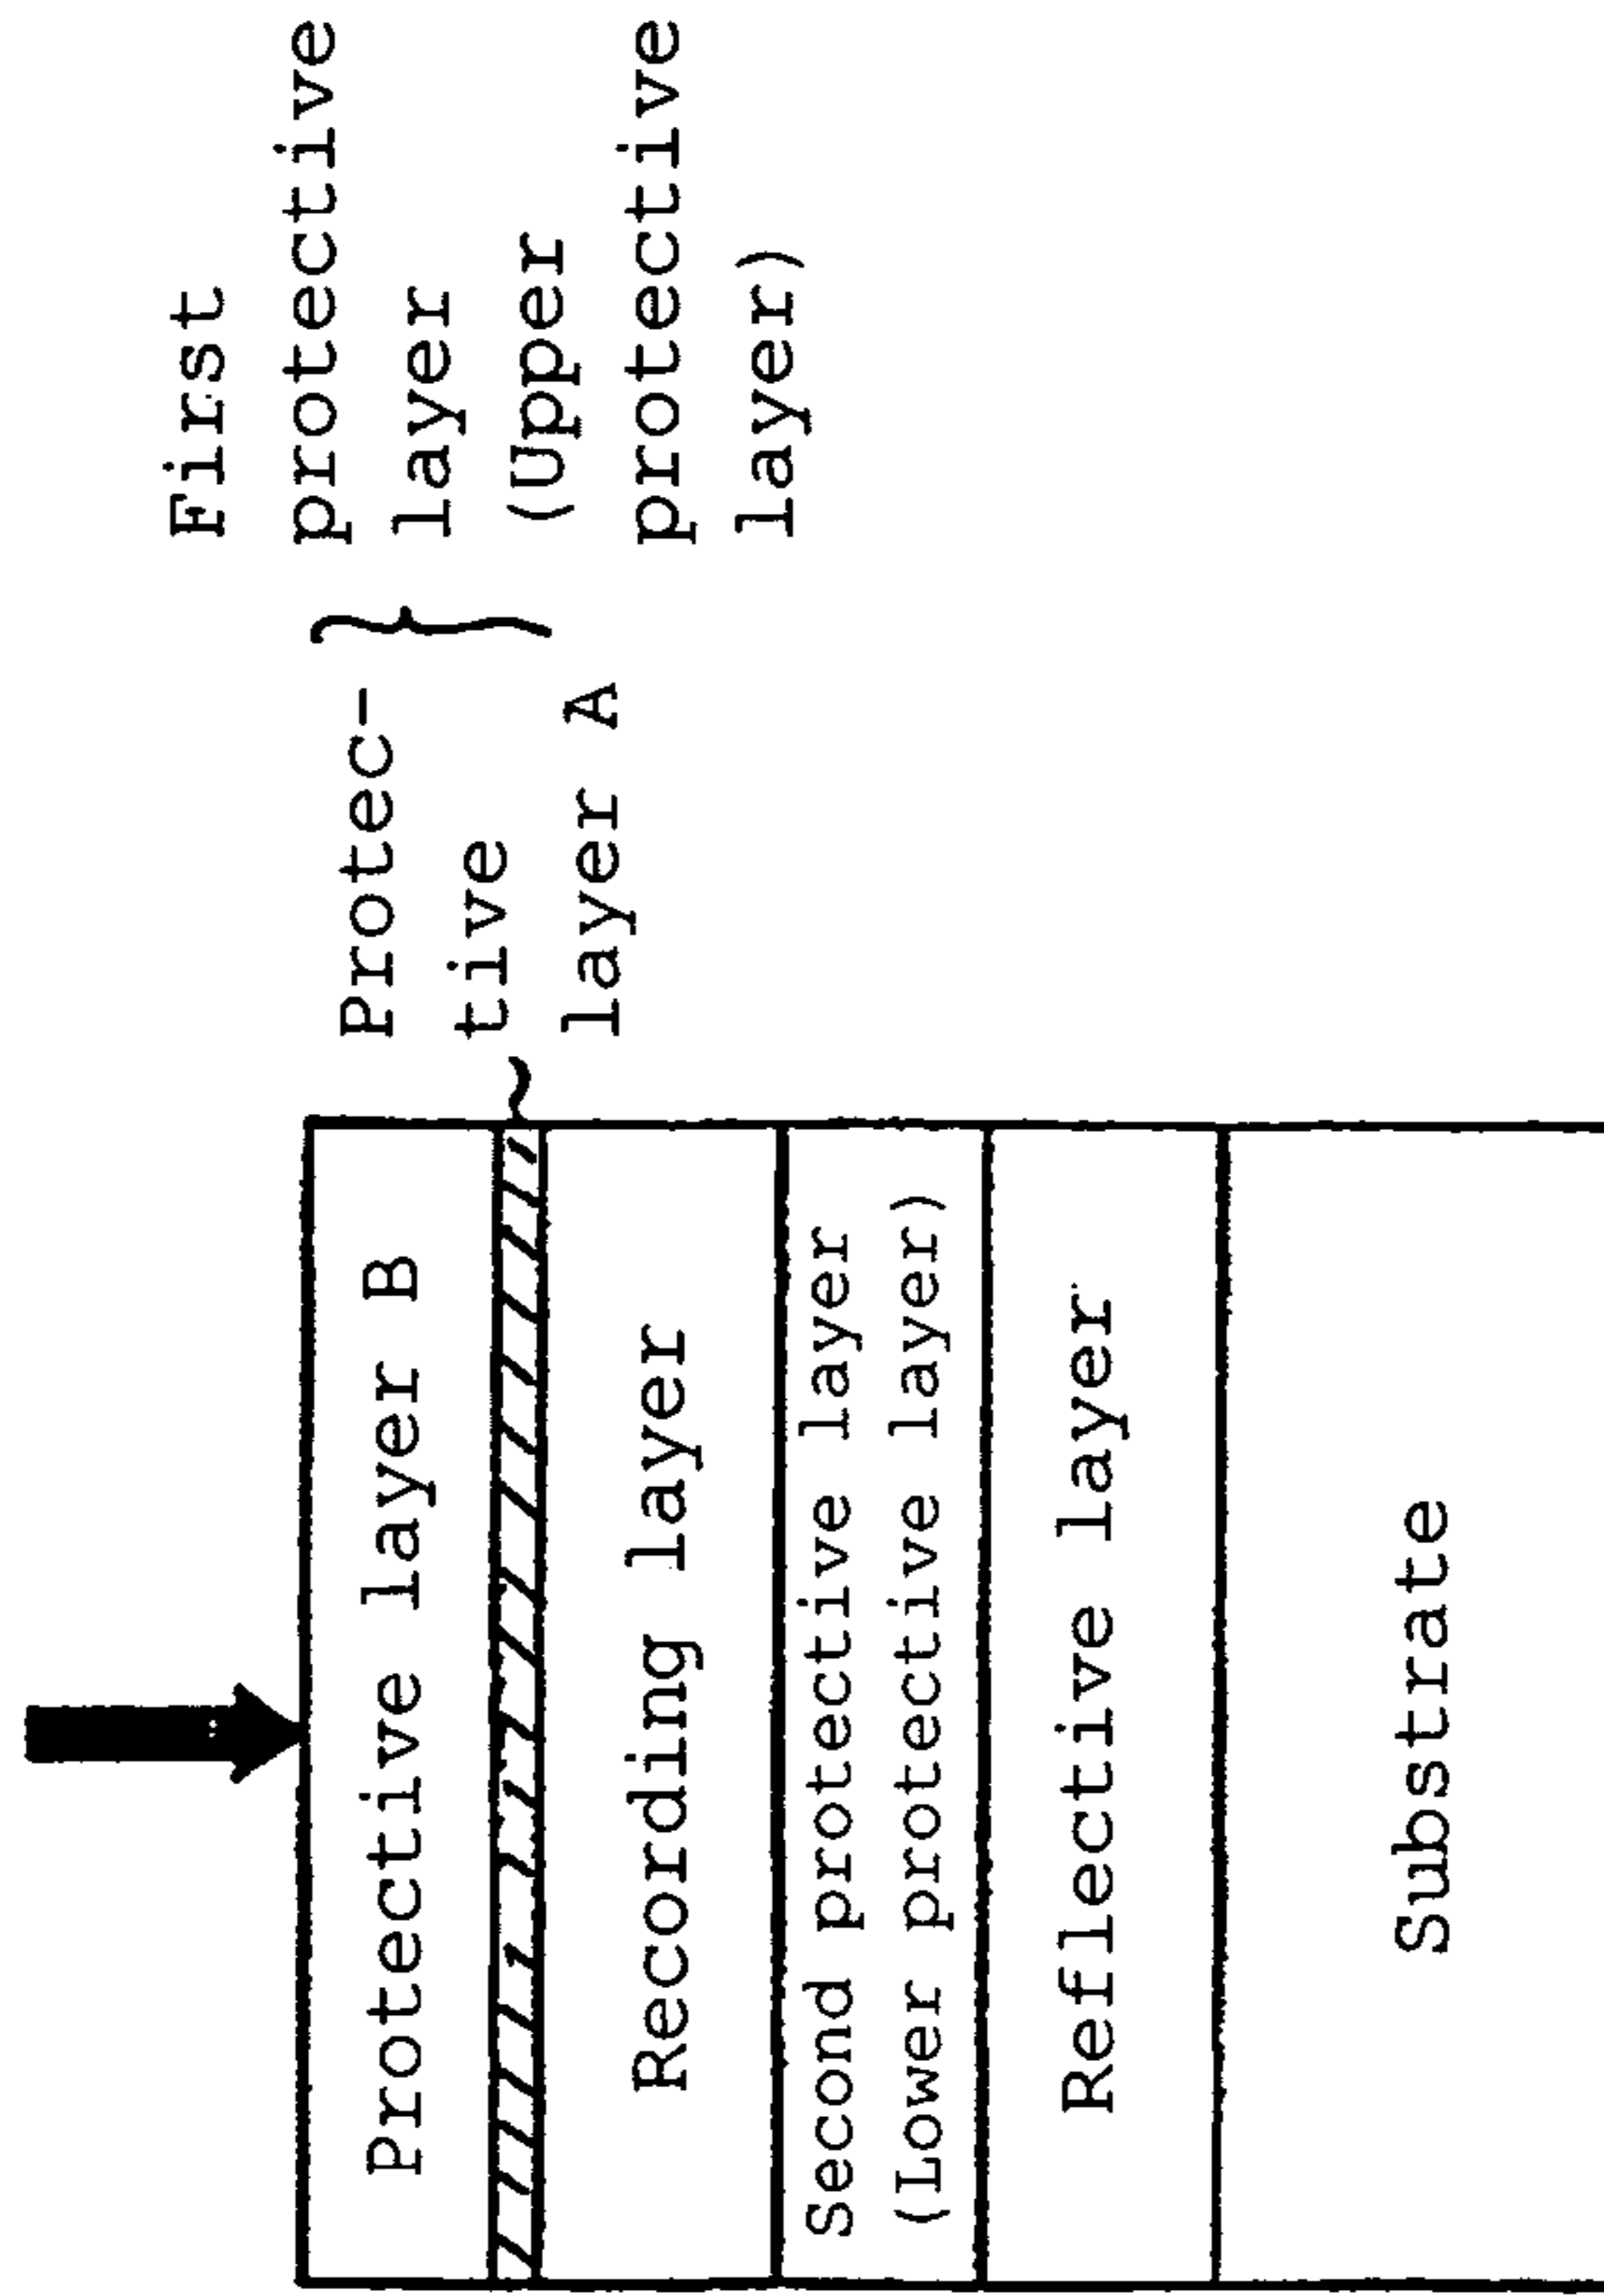 Protective layer B
Recording layer
Second protective layer
(Lower protective layer)
Reflective layer
Substrate
Protec-
tive
layer A
First
protective
layer
(Upper
protective
layer)